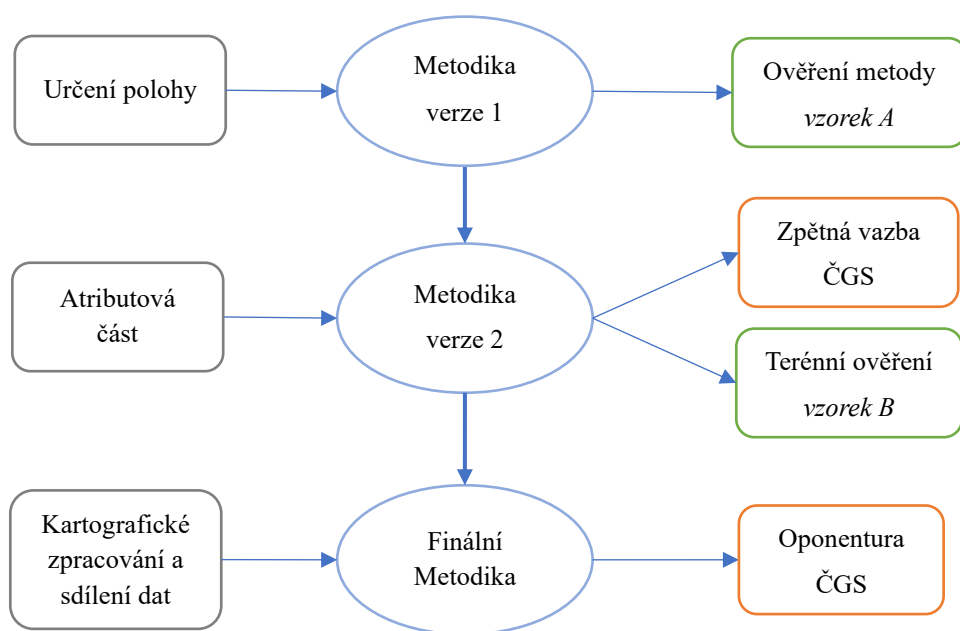 Určení polohy
Metodika
verze 1
Ověření metody
vzorek A
Atributová
část
Metodika
verze 2
Zpětná vazba
ČGS
Terénní ověření
vzorek B
Kartografické
zpracování a
sdílení dat
Finální
Metodika
Oponentura
ČGS